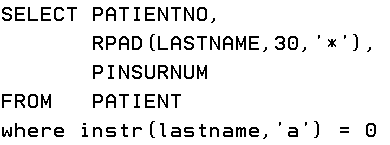 SELECT PATIENTNO,
       RPAD(LASTNAME,30,'*'),
       PINSURNUM
FROM   PATIENT
where instr(lastname,'a') = 0